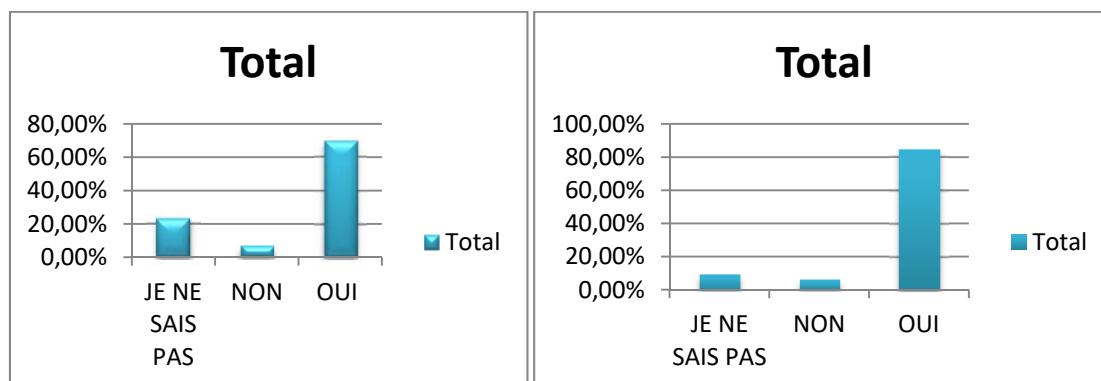 Total
80,00%
60,00%
40,00%
20,00%
0,00%
JE NE
SAIS
PAS
NON
OUI
Total
Total
100,00%
80,00%
60,00%
40,00%
20,00%
0,00%
JE NE
SAIS PAS
NON
OUI
Total